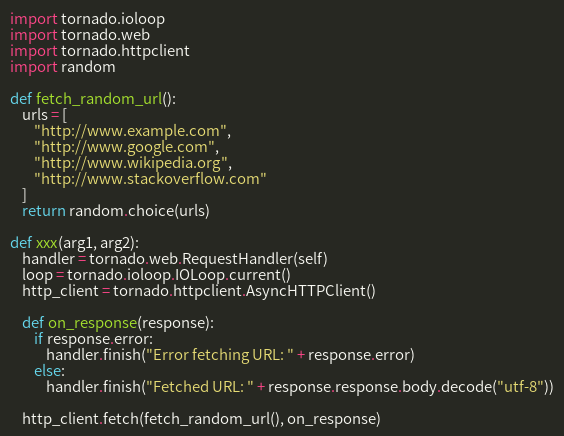 import tornado.ioloop
import tornado.web
import tornado.httpclient
import random

def fetch_random_url():
    urls = [
        "http://www.example.com",
        "http://www.google.com",
        "http://www.wikipedia.org",
        "http://www.stackoverflow.com"
    ]
    return random.choice(urls)

def xxx(arg1, arg2):
    handler = tornado.web.RequestHandler(self)
    loop = tornado.ioloop.IOLoop.current()
    http_client = tornado.httpclient.AsyncHTTPClient()

    def on_response(response):
        if response.error:
            handler.finish("Error fetching URL: " + response.error)
        else:
            handler.finish("Fetched URL: " + response.response.body.decode("utf-8"))

    http_client.fetch(fetch_random_url(), on_response)